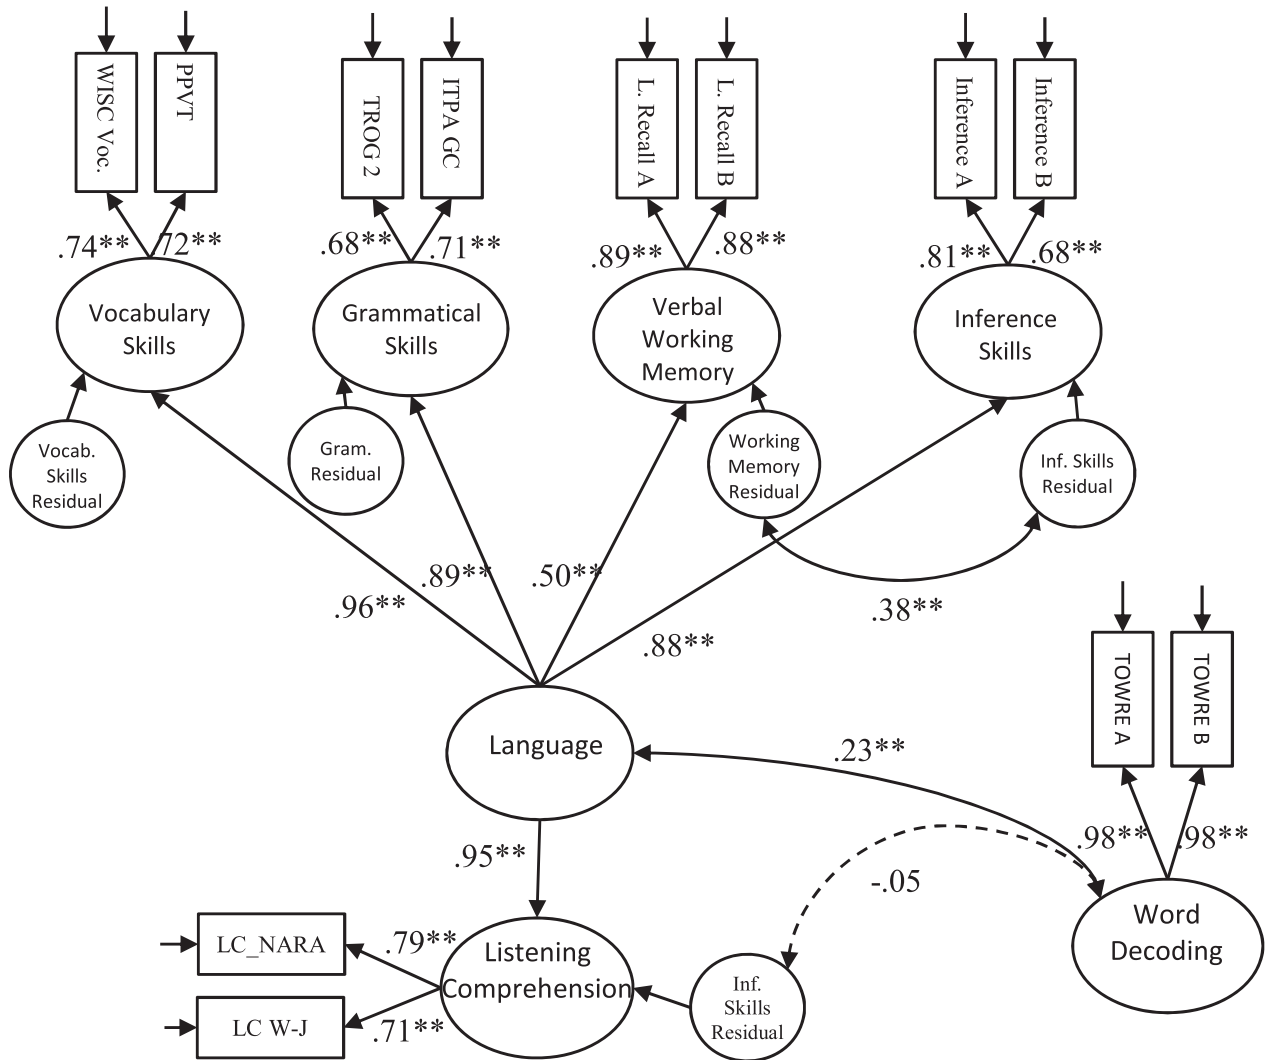 WISC Voc.
PPVT
TROG 2
ITPA GC
L. Recall A
L. Recall B
Inference A
Inference B
.74**
.72**
.68**
.71**
.89**
.88**
.81**
.68**
Vocabulary
Skills
Grammatical
Skills
Verbal
Working
Memory
Inference
Skills
Vocab.
Skills
Residual
Gram.
Residual
Working
Memory
Residual
Inf. Skills
Residual
.96**
.89**
.50**
.88**
.38**
TOWRE A
TOWRE B
Language
.23**
.98**
.98**
.95**
-.05
Word
Decoding
LC_NARA
.79**
Listening
Comprehension
LC W-J
.71**
Inf.
Skills
Residual